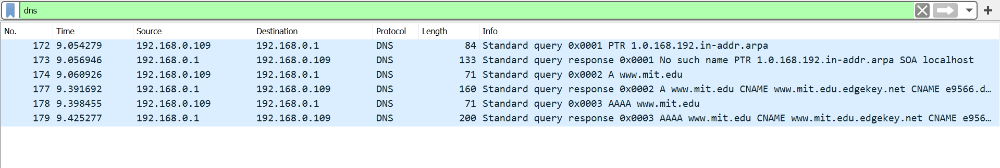 dns
No. Time Source Destination Protocol Length Info
172 9.054279 192.168.0.109 192.168.0.1 DNS 84 Standard query 0x0001 PTR 1.0.168.192.in-addr.arpa
173 9.056946 192.168.0.1 192.168.0.109 DNS 133 Standard query response 0x0001 No such name PTR 1.0.168.192.in-addr.arpa SOA localhost
174 9.060926 192.168.0.109 192.168.0.1 DNS 71 Standard query 0x0002 A www.mit.edu
177 9.391692 192.168.0.1 192.168.0.109 DNS 160 Standard query response 0x0002 A www.mit.edu CNAME www.mit.edu.edgekey.net CNAME e9566.d…
178 9.398455 192.168.0.109 192.168.0.1 DNS 71 Standard query 0x0003 AAAA www.mit.edu
179 9.425277 192.168.0.1 192.168.0.109 DNS 200 Standard query response 0x0003 AAAA www.mit.edu CNAME www.mit.edu.edgekey.net CNAME e956…